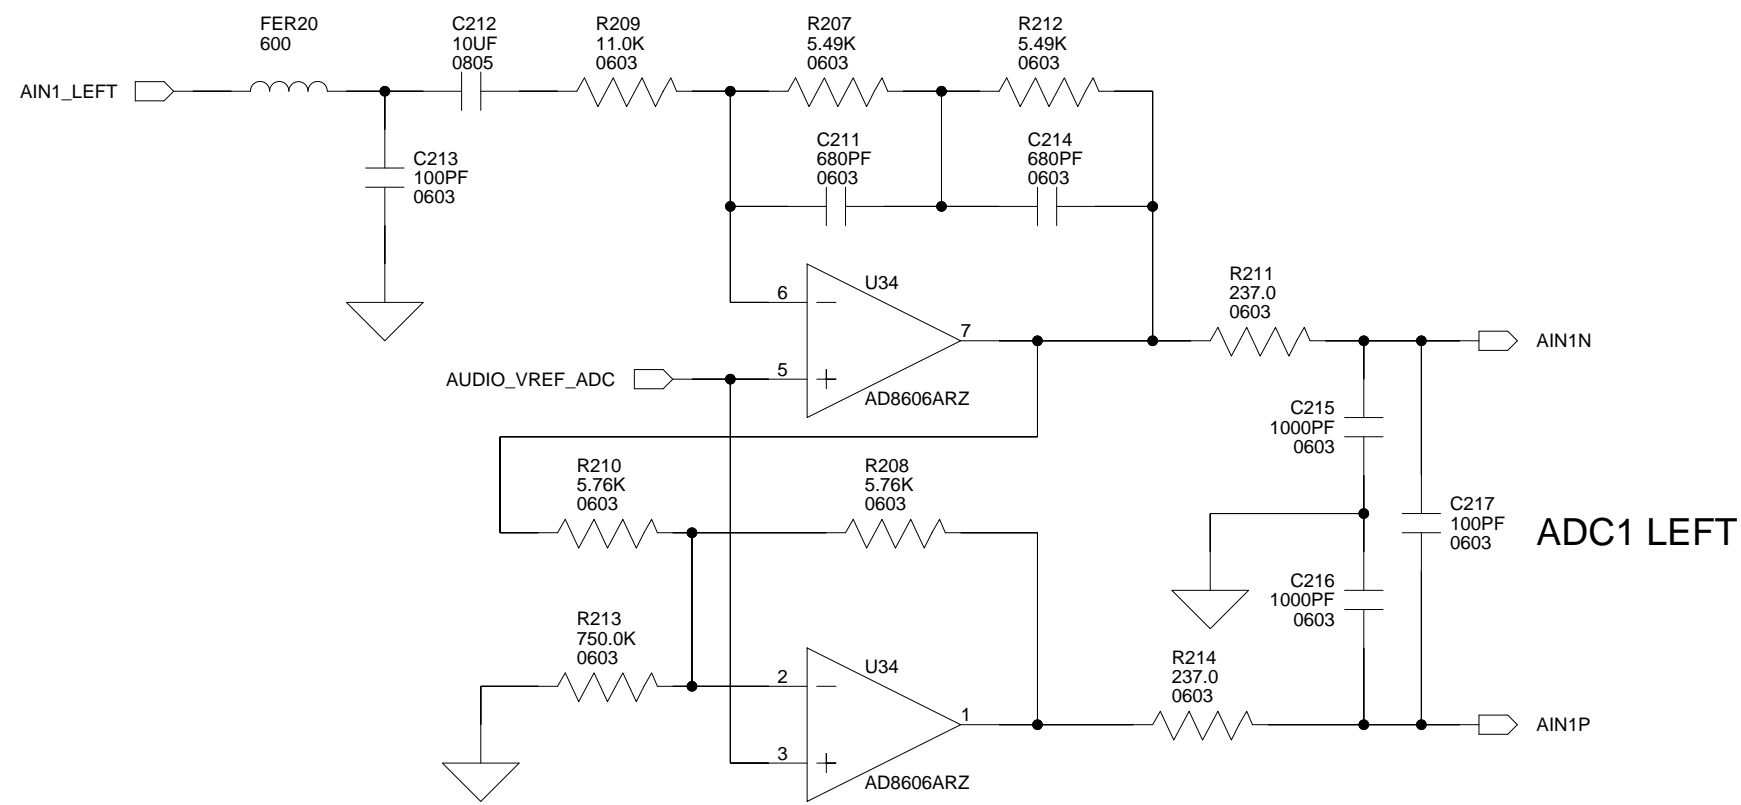 FER20
600
C212
10UF
0805
R209
11.0K
0603
R207
5.49K
0603
R212
5.49K
0603
AIN1_LEFT
C213
100PF
0603
C211
680PF
0603
C214
680PF
0603
U34
6
7
5
AD8606ARZ
AUDIO_VREF_ADC
R211
237.0
0603
AIN1N
C215
1000PF
0603
R210
5.76K
0603
R208
5.76K
0603
C217
100PF
0603
ADC1 LEFT
C216
1000PF
0603
R213
750.0K
0603
U34
2
1
3
AD8606ARZ
R214
237.0
0603
AIN1P